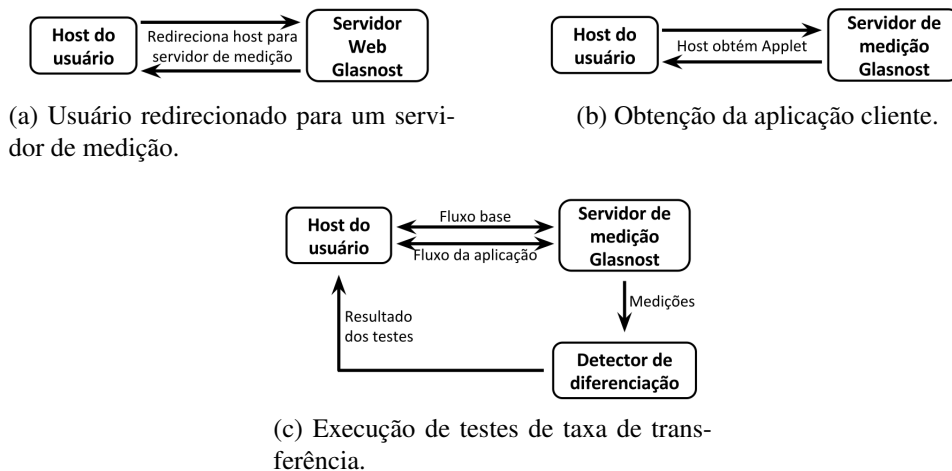 Host do
usuário
Redireciona host para
servidor de medição
Servidor
Web
Glasnost
(a) Usuário redirecionado para um servi-
dor de medição.
Host do
usuário
Host obtém Applet
Servidor de
medição
Glasnost
(b) Obtenção da aplicação cliente.
Host do
usuário
Fluxo base
Fluxo da aplicação
Servidor de
medição
Glasnost
Medições
Resultado
dos testes
Detector de
diferenciação
(c) Execução de testes de taxa de trans-
ferência.